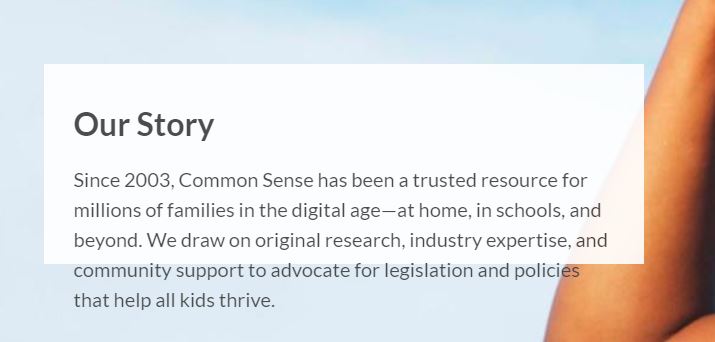 Our Story
Since 2003, Common Sense has been a trusted resource for
millions of families in the digital age—at home, in schools, and
beyond. We draw on original research, industry expertise, and
community support to advocate for legislation and policies
that help all kids thrive.